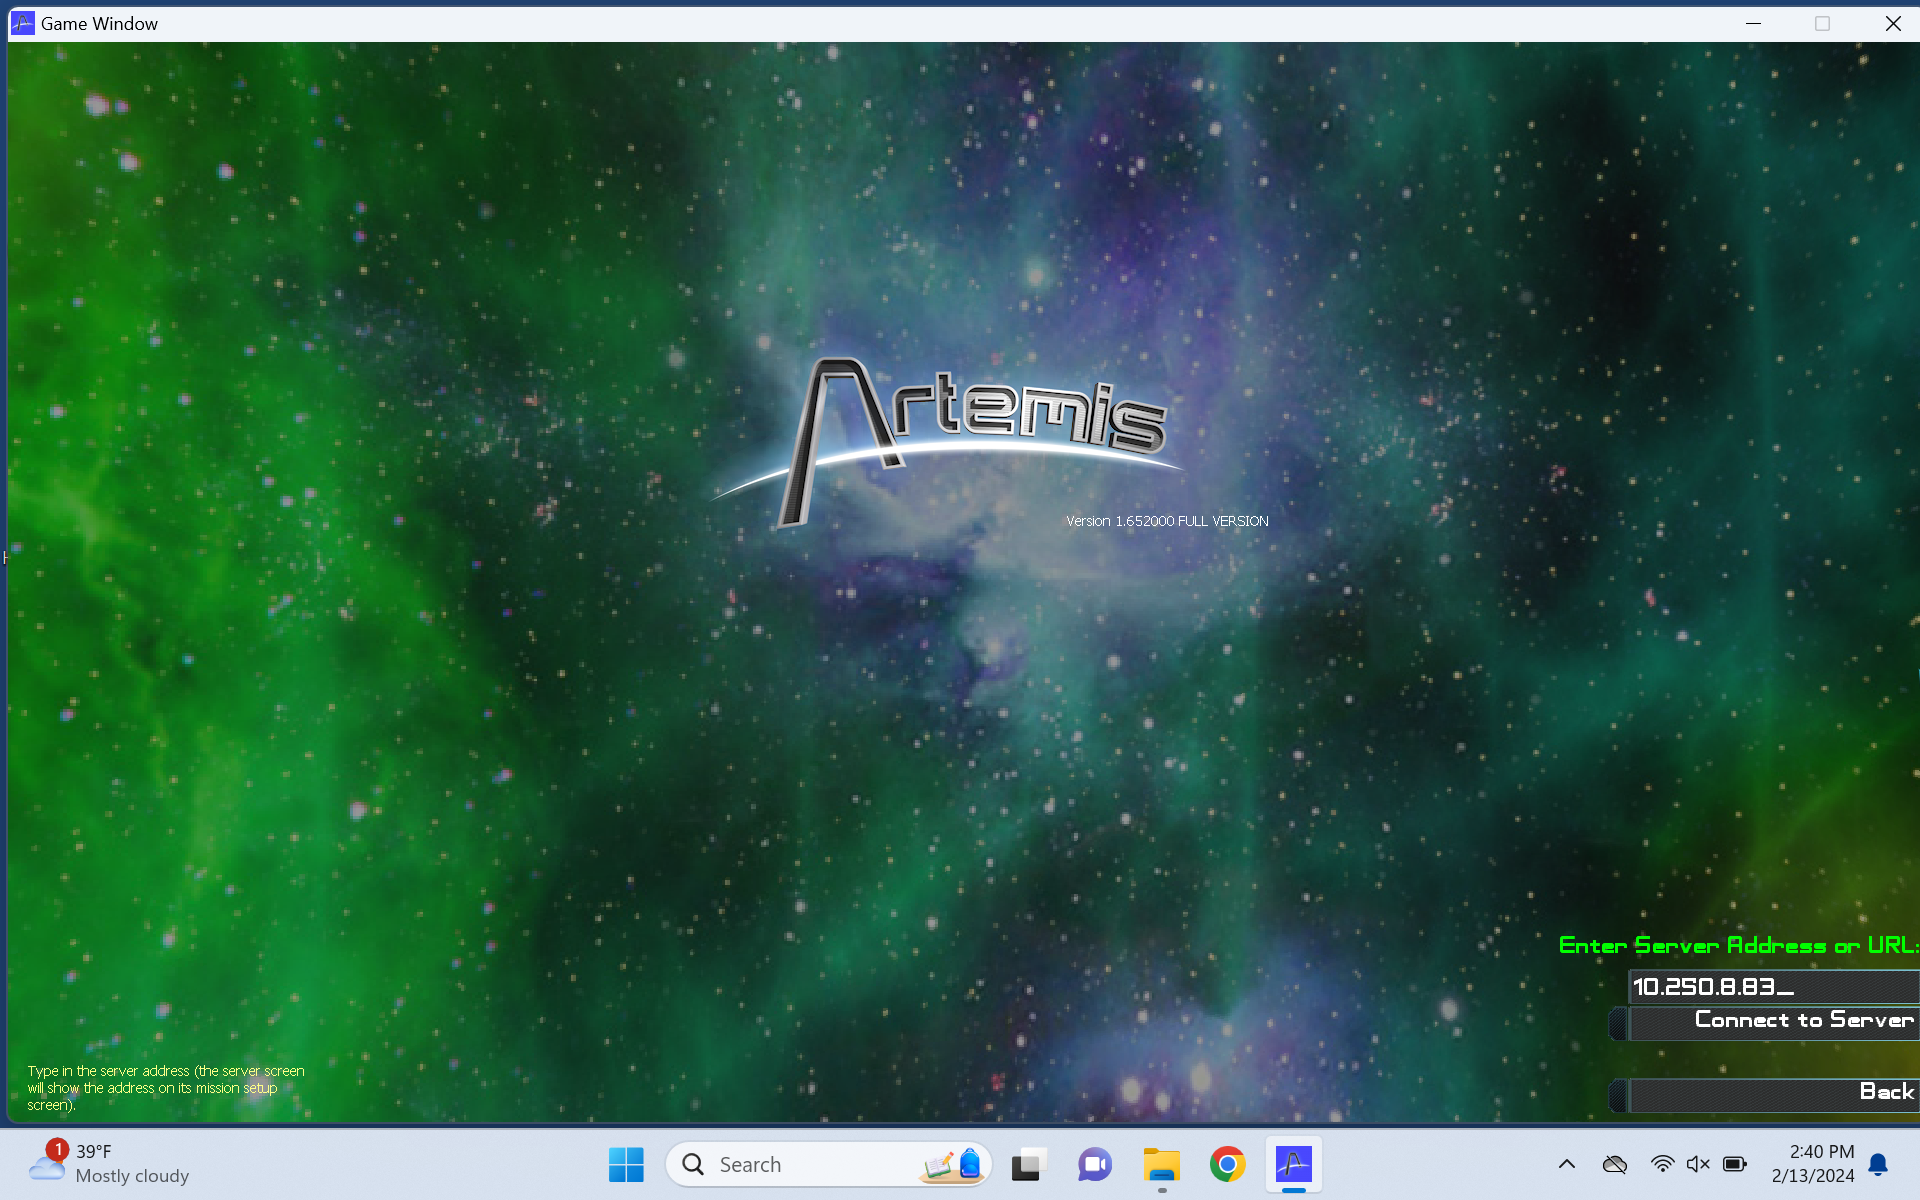 Game Window
Artemis
Version 1.652000 FULL VERSION
Enter Server Address or URL:
10.250.8.83_
Connect to Server
Back
Type in the server address (the server screen
will show the address on its mission setup
screen).
1
39°F
Mostly cloudy
Search
2:40 PM
2/13/2024